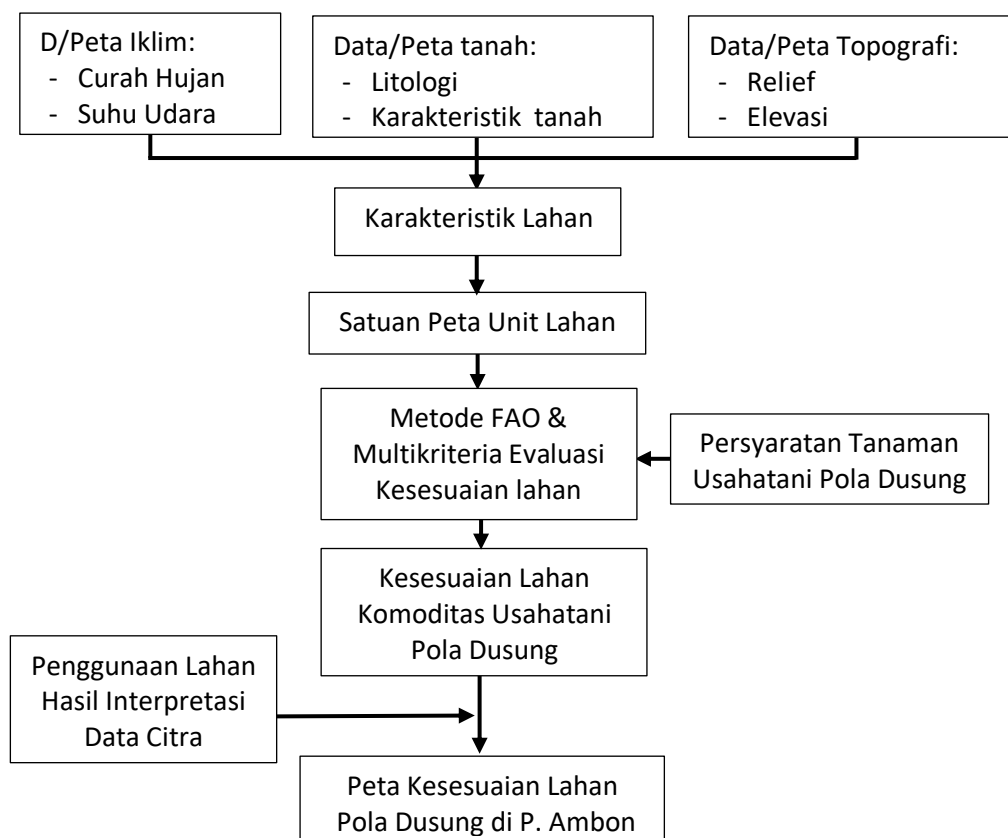 D/Peta Iklim:
- Curah Hujan
- Suhu Udara
Data/Peta tanah:
- Litologi
- Karakteristik tanah
Data/Peta Topografi:
- Relief
- Elevasi
Karakteristik Lahan
Satuan Peta Unit Lahan
Metode FAO &
Multikriteria Evaluasi
Kesesuaian lahan
Persyaratan Tanaman
Usahatani Pola Dusung
Kesesuaian Lahan
Komoditas Usahatani
Pola Dusung
Penggunaan Lahan
Hasil Interpretasi
Data Citra
Peta Kesesuaian Lahan
Pola Dusung di P. Ambon